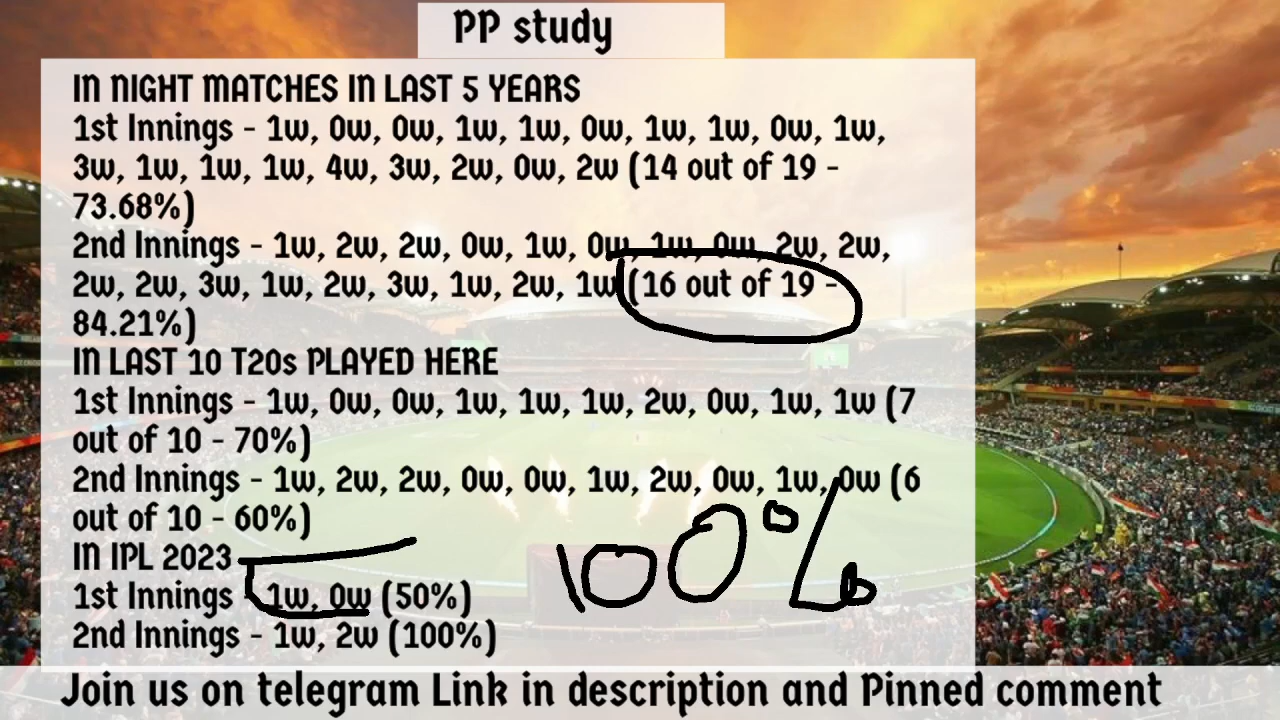 PP study
IN NIGHT MATCHES IN LAST 5 YEARS
1st Innings - 1w, 0w, 0w, 1w, 1w, 0w, 1w, 1w, 0w, 1w,
3w, 1w, 1w, 1w, 4w, 3w, 2w, 0w, 2w (14 out of 19 -
73.68%)
2nd Innings - 1w, 2w, 2w, 0w, 1w, 0w, 1w, 0w, 2w, 2w,
2w, 2w, 3w, 1w, 2w, 3w, 1w, 2w, 1w (16 out of 19 -
84.21%)
IN LAST 10 T20s PLAYED HERE
1st Innings - 1w, 0w, 0w, 1w, 1w, 1w, 2w, 0w, 1w, 1w (7
out of 10 - 70%)
2nd Innings - 1w, 2w, 2w, 0w, 0w, 1w, 2w, 0w, 1w, 0w (6
out of 10 - 60%)
IN IPL 2023
100%
1st Innings - 1w, 0w (50%)
2nd Innings - 1w, 2w (100%)
Join us on telegram Link in description and Pinned comment